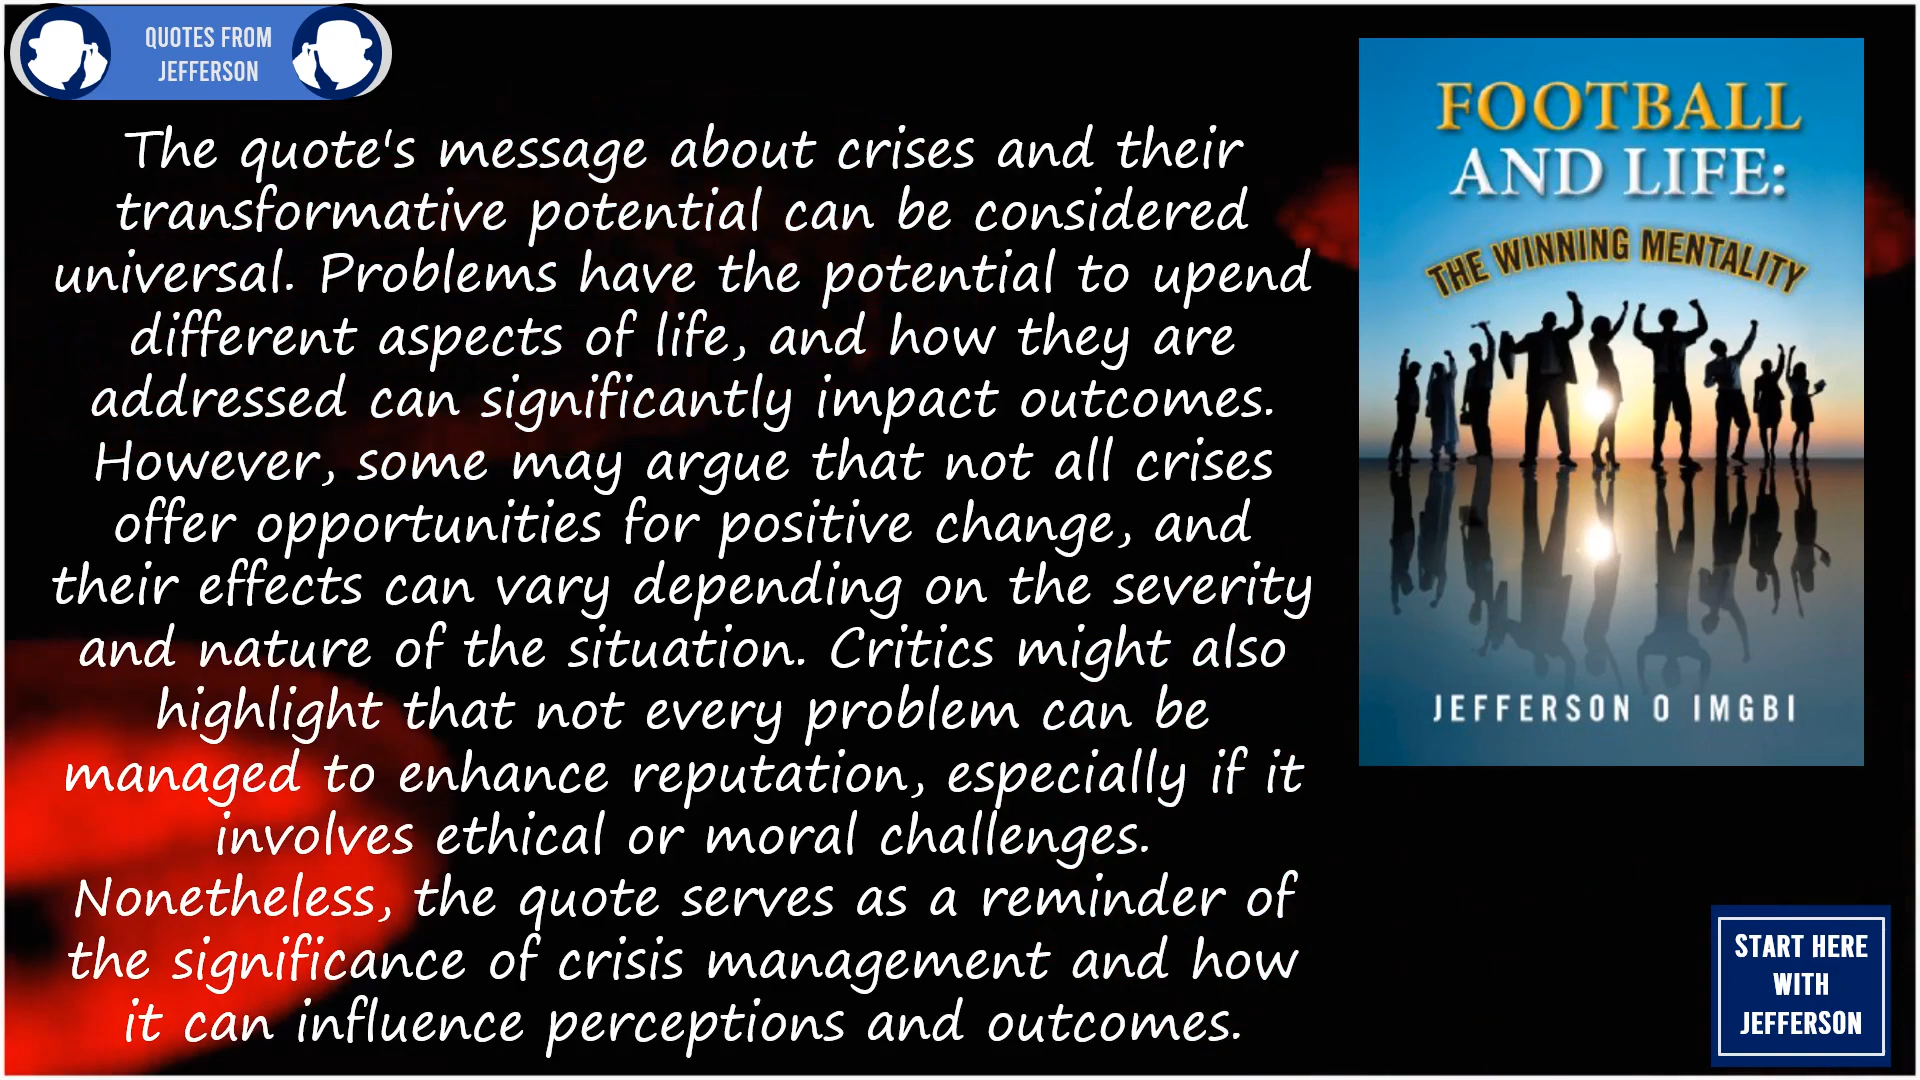 QUOTES FROM
JEFFERSON
The quote's message about crises and their
transformative potential can be considered
universal. Problems have the potential to upend
different aspects of life, and how they are
addressed can significantly impact outcomes.
However, some may argue that not all crises
offer opportunities for positive change, and
their effects can vary depending on the severity
and nature of the situation. Critics might also
highlight that not every problem can be
managed to enhance reputation, especially if it
involves ethical or moral challenges.
Nonetheless, the quote serves as a reminder of
the significance of crisis management and how
it can influence perceptions and outcomes.
FOOTBALL
AND LIFE:
THE WINNING MENTALITY
JEFFERSON O IMGBI
START HERE
WITH
JEFFERSON